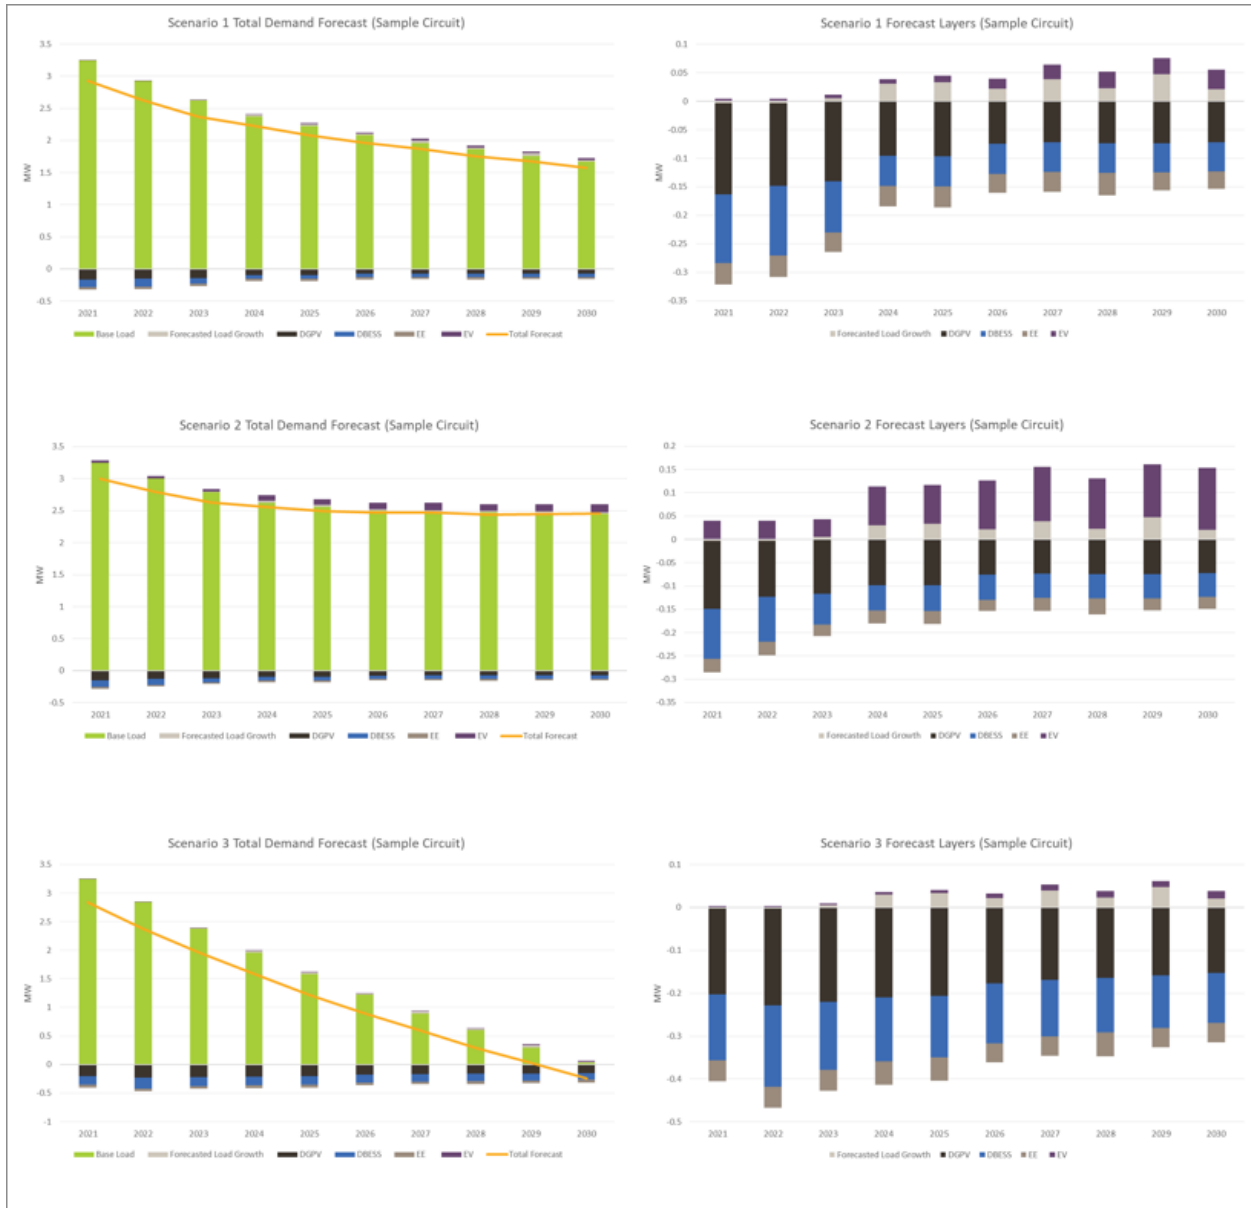 Scenario 1 Total Demand Forecast (Sample Circuit)
3.5
3
2.5
2
1.5
1
0.5
0
-0.5
MW
2021 2022 2023 2024 2025 2026 2027 2028 2029 2030
Base Load Forecasted Load Growth DGPV DBESS EE EV Total Forecast
Scenario 1 Forecast Layers (Sample Circuit)
0.1
0.05
0
-0.05
-0.1
-0.15
-0.2
-0.25
-0.3
-0.35
MW
2021 2022 2023 2024 2025 2026 2027 2028 2029 2030
Forecasted Load Growth DGPV DBESS EE EV
Scenario 2 Total Demand Forecast (Sample Circuit)
3.5
3
2.5
2
1.5
1
0.5
0
-0.5
MW
2021 2022 2023 2024 2025 2026 2027 2028 2029 2030
Base Load Forecasted Load Growth DGPV DBESS EE EV Total Forecast
Scenario 2 Forecast Layers (Sample Circuit)
0.2
0.15
0.1
0.05
0
-0.05
-0.1
-0.15
-0.2
-0.25
-0.3
-0.35
MW
2021 2022 2023 2024 2025 2026 2027 2028 2029 2030
Forecasted Load Growth DGPV DBESS EE EV
Scenario 3 Total Demand Forecast (Sample Circuit)
3.5
3
2.5
2
1.5
1
0.5
0
-0.5
-1
MW
2021 2022 2023 2024 2025 2026 2027 2028 2029 2030
Base Load Forecasted Load Growth DGPV DBESS EE EV Total Forecast
Scenario 3 Forecast Layers (Sample Circuit)
0.1
0
-0.1
-0.2
-0.3
-0.4
-0.5
MW
2021 2022 2023 2024 2025 2026 2027 2028 2029 2030
Forecasted Load Growth DGPV DBESS EE EV